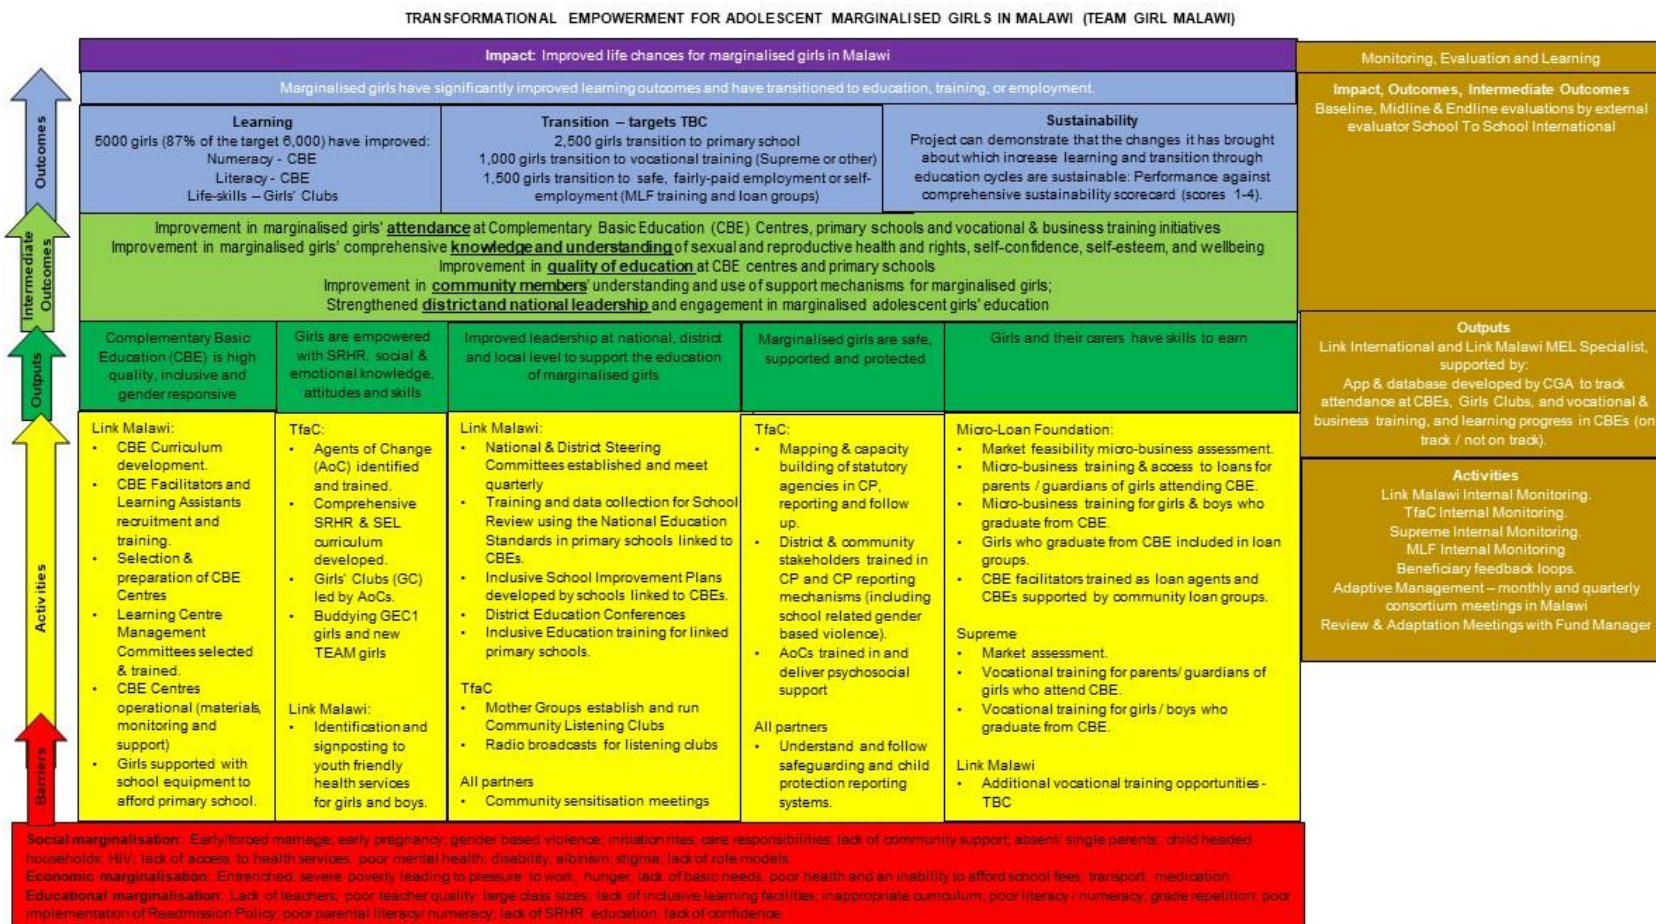 TRANSFORMATIONAL EMPOWERMENT FOR ADOLESCENT MARGINALISED GIRLS IN MALAWI (TEAM GIRL MALAWI)
Impact: Improved life chances for marginalised girls in Malawi
Marginalised girls have significantly improved learning outcomes and have transitioned to education, training, or employment.
Outcomes
Learning
5000 girls (87% of the target 6,000) have improved:
Numeracy - CBE
Literacy - CBE
Life-skills – Girls' Clubs
Transition – targets TBC
2,500 girls transition to primary school
1,000 girls transition to vocational training (Supreme or other)
1,500 girls transition to safe, fairly-paid employment or self-
employment (MLF training and loan groups)
Sustainability
Project can demonstrate that the changes it has brought
about which increase learning and transition through
education cycles are sustainable: Performance against
comprehensive sustainability scorecard (scores 1-4).
Intermediate
Outcomes
Improvement in marginalised girls' attendance at Complementary Basic Education (CBE) Centres, primary schools and vocational & business training initiatives
Improvement in marginalised girls' comprehensive knowledge and understanding of sexual and reproductive health and rights, self-confidence, self-esteem, and wellbeing
Improvement in quality of education at CBE centres and primary schools
Improvement in community members' understanding and use of support mechanisms for marginalised girls;
Strengthened district and national leadership and engagement in marginalised adolescent girls' education
Outputs
Complementary Basic
Education (CBE) is high
quality, inclusive and
gender responsive
Girls are empowered
with SRHR, social &
emotional knowledge,
attitudes and skills
Improved leadership at national, district
and local level to support the education
of marginalised girls
Marginalised girls are safe,
supported and protected
Girls and their carers have skills to earn
Activities
Link Malawi:
• CBE Curriculum
development.
• CBE Facilitators and
Learning Assistants
recruitment and
training.
• Selection &
preparation of CBE
Centres
• Learning Centre
Management
Committees selected
& trained.
• CBE Centres
operational (materials,
monitoring and
support)
• Girls supported with
school equipment to
afford primary school.
TfaC:
• Agents of Change
(AoC) identified
and trained.
• Comprehensive
SRHR & SEL
curriculum
developed.
• Girls' Clubs (GC)
led by AoCs.
• Buddying GEC1
girls and new
TEAM girls
Link Malawi:
• Identification and
signposting to
youth friendly
health services
for girls and boys.
Link Malawi:
• National & District Steering
Committees established and meet
quarterly
• Training and data collection for School
Review using the National Education
Standards in primary schools linked to
CBEs.
• Inclusive School Improvement Plans
developed by schools linked to CBEs.
• District Education Conferences
• Inclusive Education training for linked
primary schools.
TfaC
• Mother Groups establish and run
Community Listening Clubs
• Radio broadcasts for listening clubs
All partners
• Community sensitisation meetings
TfaC:
• Mapping & capacity
building of statutory
agencies in CP,
reporting and follow
up.
• District & community
stakeholders trained in
CP and CP reporting
mechanisms (including
school related gender
based violence).
• AoCs trained in and
deliver psychosocial
support
All partners
• Understand and follow
safeguarding and child
protection reporting
systems.
Micro-Loan Foundation:
• Market feasibility micro-business assessment.
• Micro-business training & access to loans for
parents / guardians of girls attending CBE.
• Micro-business training for girls & boys who
graduate from CBE.
• Girls who graduate from CBE included in loan
groups.
• CBE facilitators trained as loan agents and
CBEs supported by community loan groups.
Supreme
• Market assessment.
• Vocational training for parents/ guardians of
girls who attend CBE.
• Vocational training for girls / boys who
graduate from CBE.
Link Malawi
• Additional vocational training opportunities -
TBC
Barriers
Social marginalisation: Early/forced marriage; early pregnancy; gender based violence; initiation rites; care responsibilities; lack of community support; absent/ single parents; child headed
households; HIV; lack of access to health services; poor mental health; disability; albinism; stigma; lack of role models.
Economic marginalisation: Entrenched, severe poverty leading to pressure to work, hunger, lack of basic needs, poor health and an inability to afford school fees, transport, medication.
Educational marginalisation: Lack of teachers; poor teacher quality; large class sizes; lack of inclusive learning facilities; inappropriate curriculum; poor literacy / numeracy; grade repetition; poor
implementation of Readmission Policy; poor parental literacy/ numeracy; lack of SRHR education; lack of confidence.
Monitoring, Evaluation and Learning
Impact, Outcomes, Intermediate Outcomes
Baseline, Midline & Endline evaluations by external
evaluator School To School International
Outputs
Link International and Link Malawi MEL Specialist,
supported by:
App & database developed by CGA to track
attendance at CBEs, Girls Clubs, and vocational &
business training, and learning progress in CBEs (on
track / not on track).
Activities
Link Malawi Internal Monitoring.
TfaC Internal Monitoring.
Supreme Internal Monitoring.
MLF Internal Monitoring
Beneficiary feedback loops.
Adaptive Management – monthly and quarterly
consortium meetings in Malawi
Review & Adaptation Meetings with Fund Manager